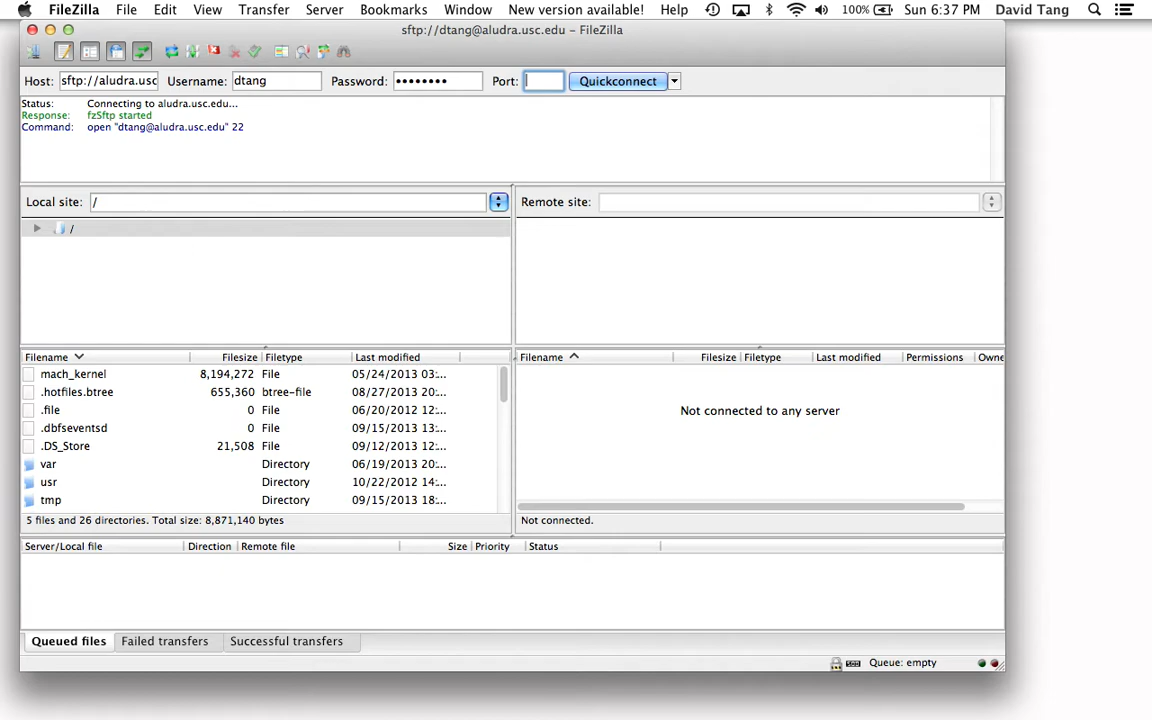 FileZilla File Edit View Transfer Server Bookmarks Window New version available! Help 100% Sun 6:37 PM David Tang
sftp://dtang@aludra.usc.edu – FileZilla
Host: sftp://aludra.usc Username: dtang Password: •••••••• Port: Quickconnect
Status: Connecting to aludra.usc.edu...
Response: fzSftp started
Command: open "dtang@aludra.usc.edu" 22
Local site: / Remote site:
/
Filename Filesize Filetype Last modified Filename Filesize Filetype Last modified Permissions Owne
mach_kernel 8,194,272 File 05/24/2013 03:...
.hotfiles.btree 655,360 btree-file 08/27/2013 20:...
.file 0 File 06/20/2012 12:...
Not connected to any server
.dbfseventsd 0 File 09/15/2013 13:...
.DS_Store 21,508 File 09/12/2013 12:...
var Directory 06/19/2013 20:...
usr Directory 10/22/2012 14:...
tmp Directory 09/15/2013 18:...
5 files and 26 directories. Total size: 8,871,140 bytes Not connected.
Server/Local file Direction Remote file Size Priority Status
Queued files Failed transfers Successful transfers
Queue: empty